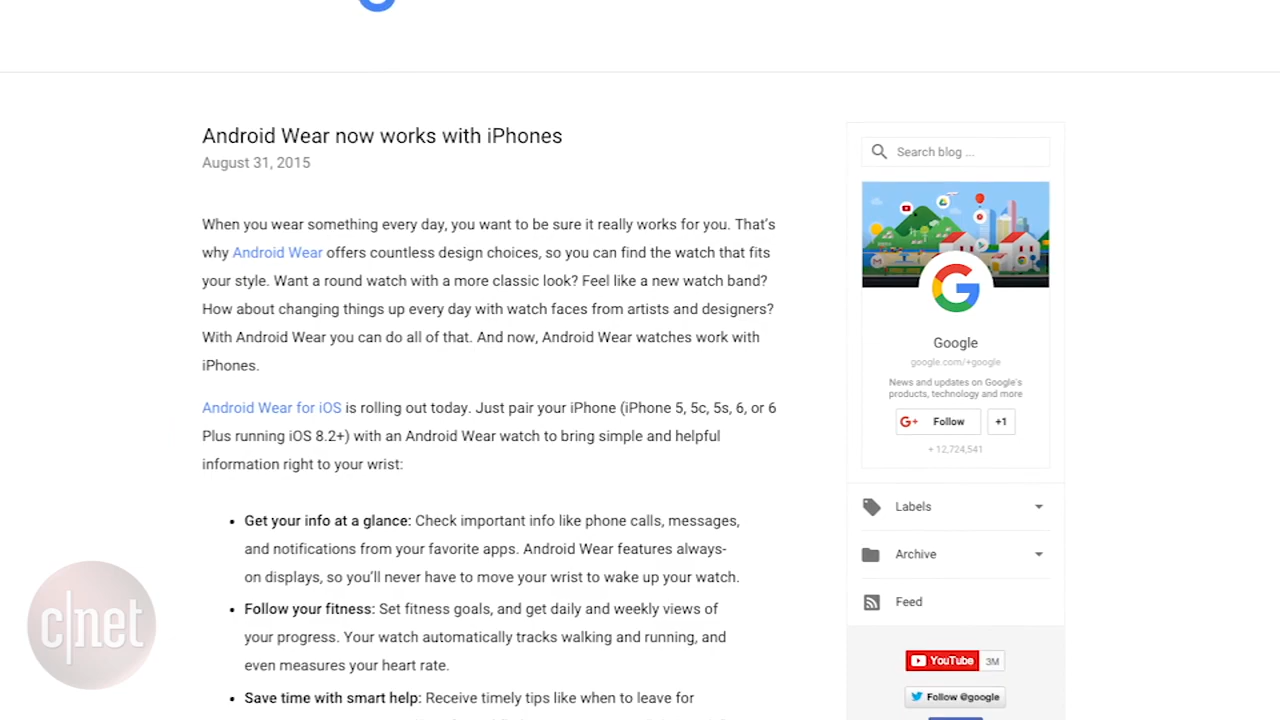 Android Wear now works with iPhones
August 31, 2015
When you wear something every day, you want to be sure it really works for you. That's
why Android Wear offers countless design choices, so you can find the watch that fits
your style. Want a round watch with a more classic look? Feel like a new watch band?
How about changing things up every day with watch faces from artists and designers?
With Android Wear you can do all of that. And now, Android Wear watches work with
iPhones.
Android Wear for iOS is rolling out today. Just pair your iPhone (iPhone 5, 5c, 5s, 6, or 6
Plus running iOS 8.2+) with an Android Wear watch to bring simple and helpful
information right to your wrist:
• Get your info at a glance: Check important info like phone calls, messages,
and notifications from your favorite apps. Android Wear features always-
on displays, so you'll never have to move your wrist to wake up your watch.
• Follow your fitness: Set fitness goals, and get daily and weekly views of
your progress. Your watch automatically tracks walking and running, and
even measures your heart rate.
• Save time with smart help: Receive timely tips like when to leave for
Search blog ...
Google
google.com/+google
News and updates on Google's
products, technology and more
G+ Follow +1
+ 12,724,541
Labels
Archive
Feed
YouTube 3M
Follow @google
c|net